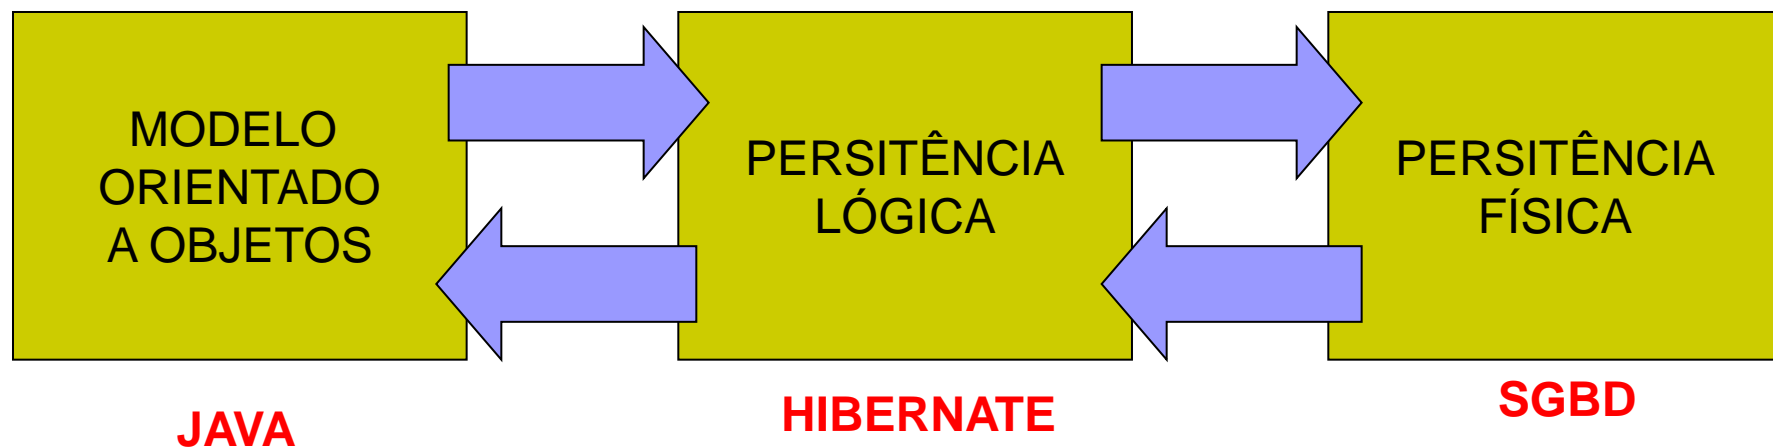 MODELO
ORIENTADO
A OBJETOS
PERSITÊNCIA
LÓGICA
PERSITÊNCIA
FÍSICA
JAVA
HIBERNATE
SGBD